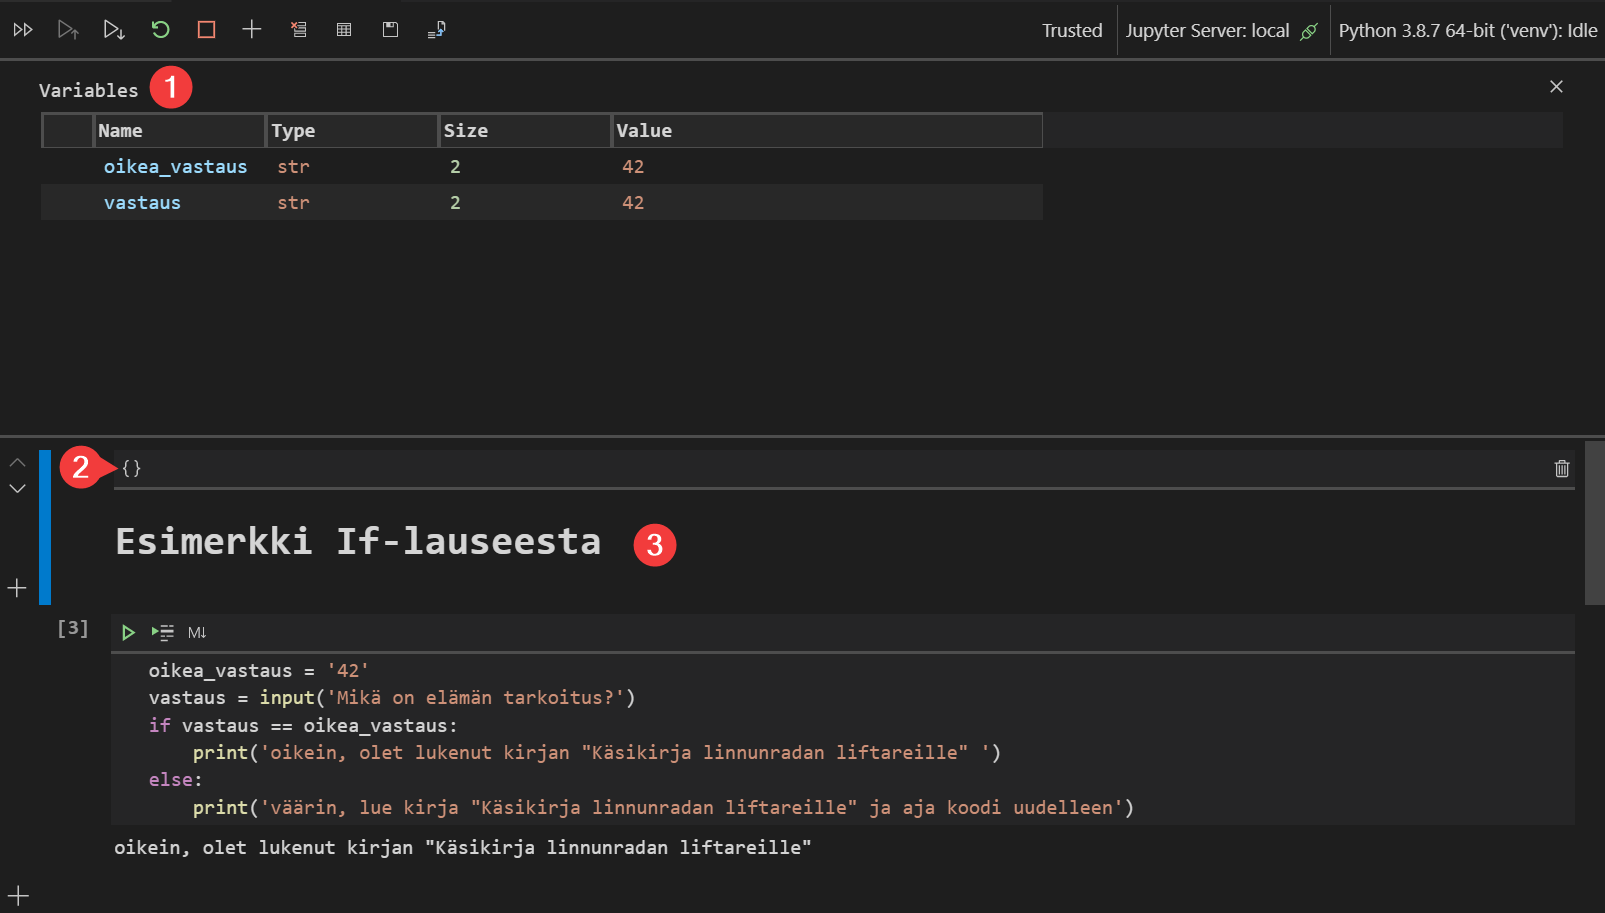 Trusted
Jupyter Server: local
Python 3.8.7 64-bit ('venv'): Idle
Variables 1
Name Type Size Value
oikea_vastaus str 2 42
vastaus str 2 42
2 {}
Esimerkki If-lauseesta 3
[3] M↓
oikea_vastaus = '42'
vastaus = input('Mikä on elämän tarkoitus?')
if vastaus == oikea_vastaus:
    print('oikein, olet lukenut kirjan "Käsikirja linnunradan liftareille" ')
else:
    print('väärin, lue kirja "Käsikirja linnunradan liftareille" ja aja koodi uudelleen')
oikein, olet lukenut kirjan "Käsikirja linnunradan liftareille"